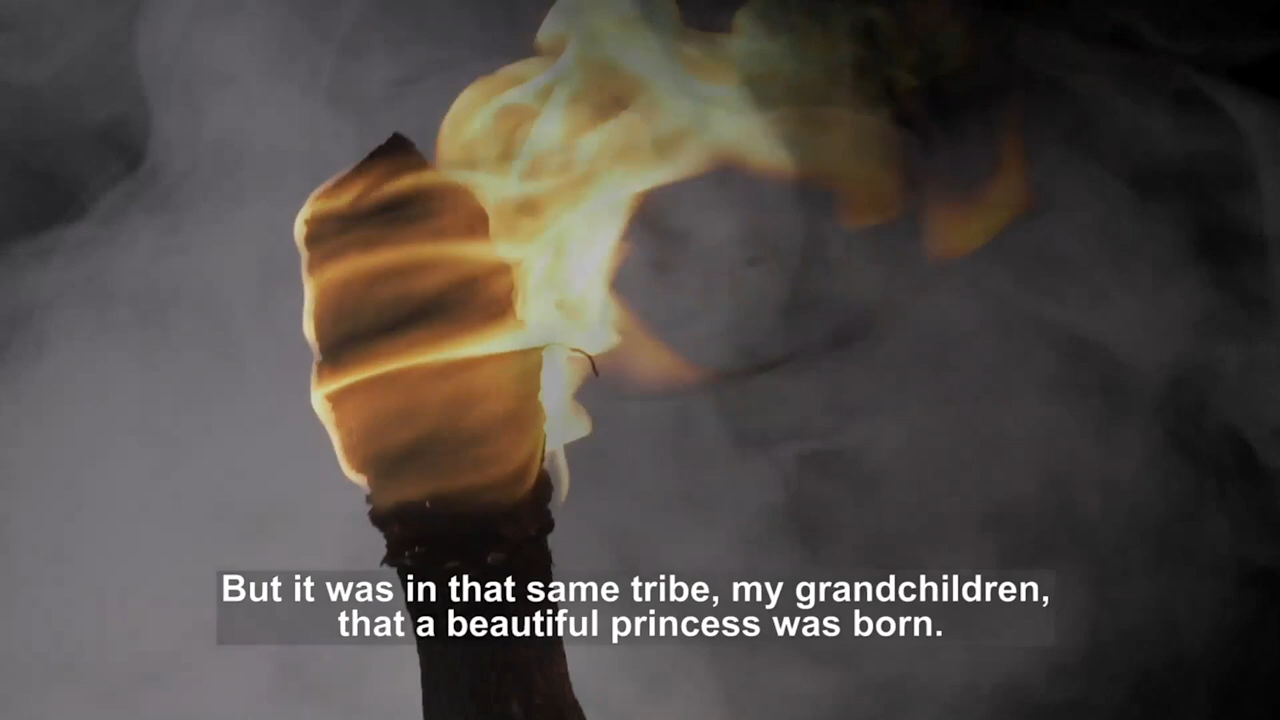 But it was in that same tribe, my grandchildren,
that a beautiful princess was born.